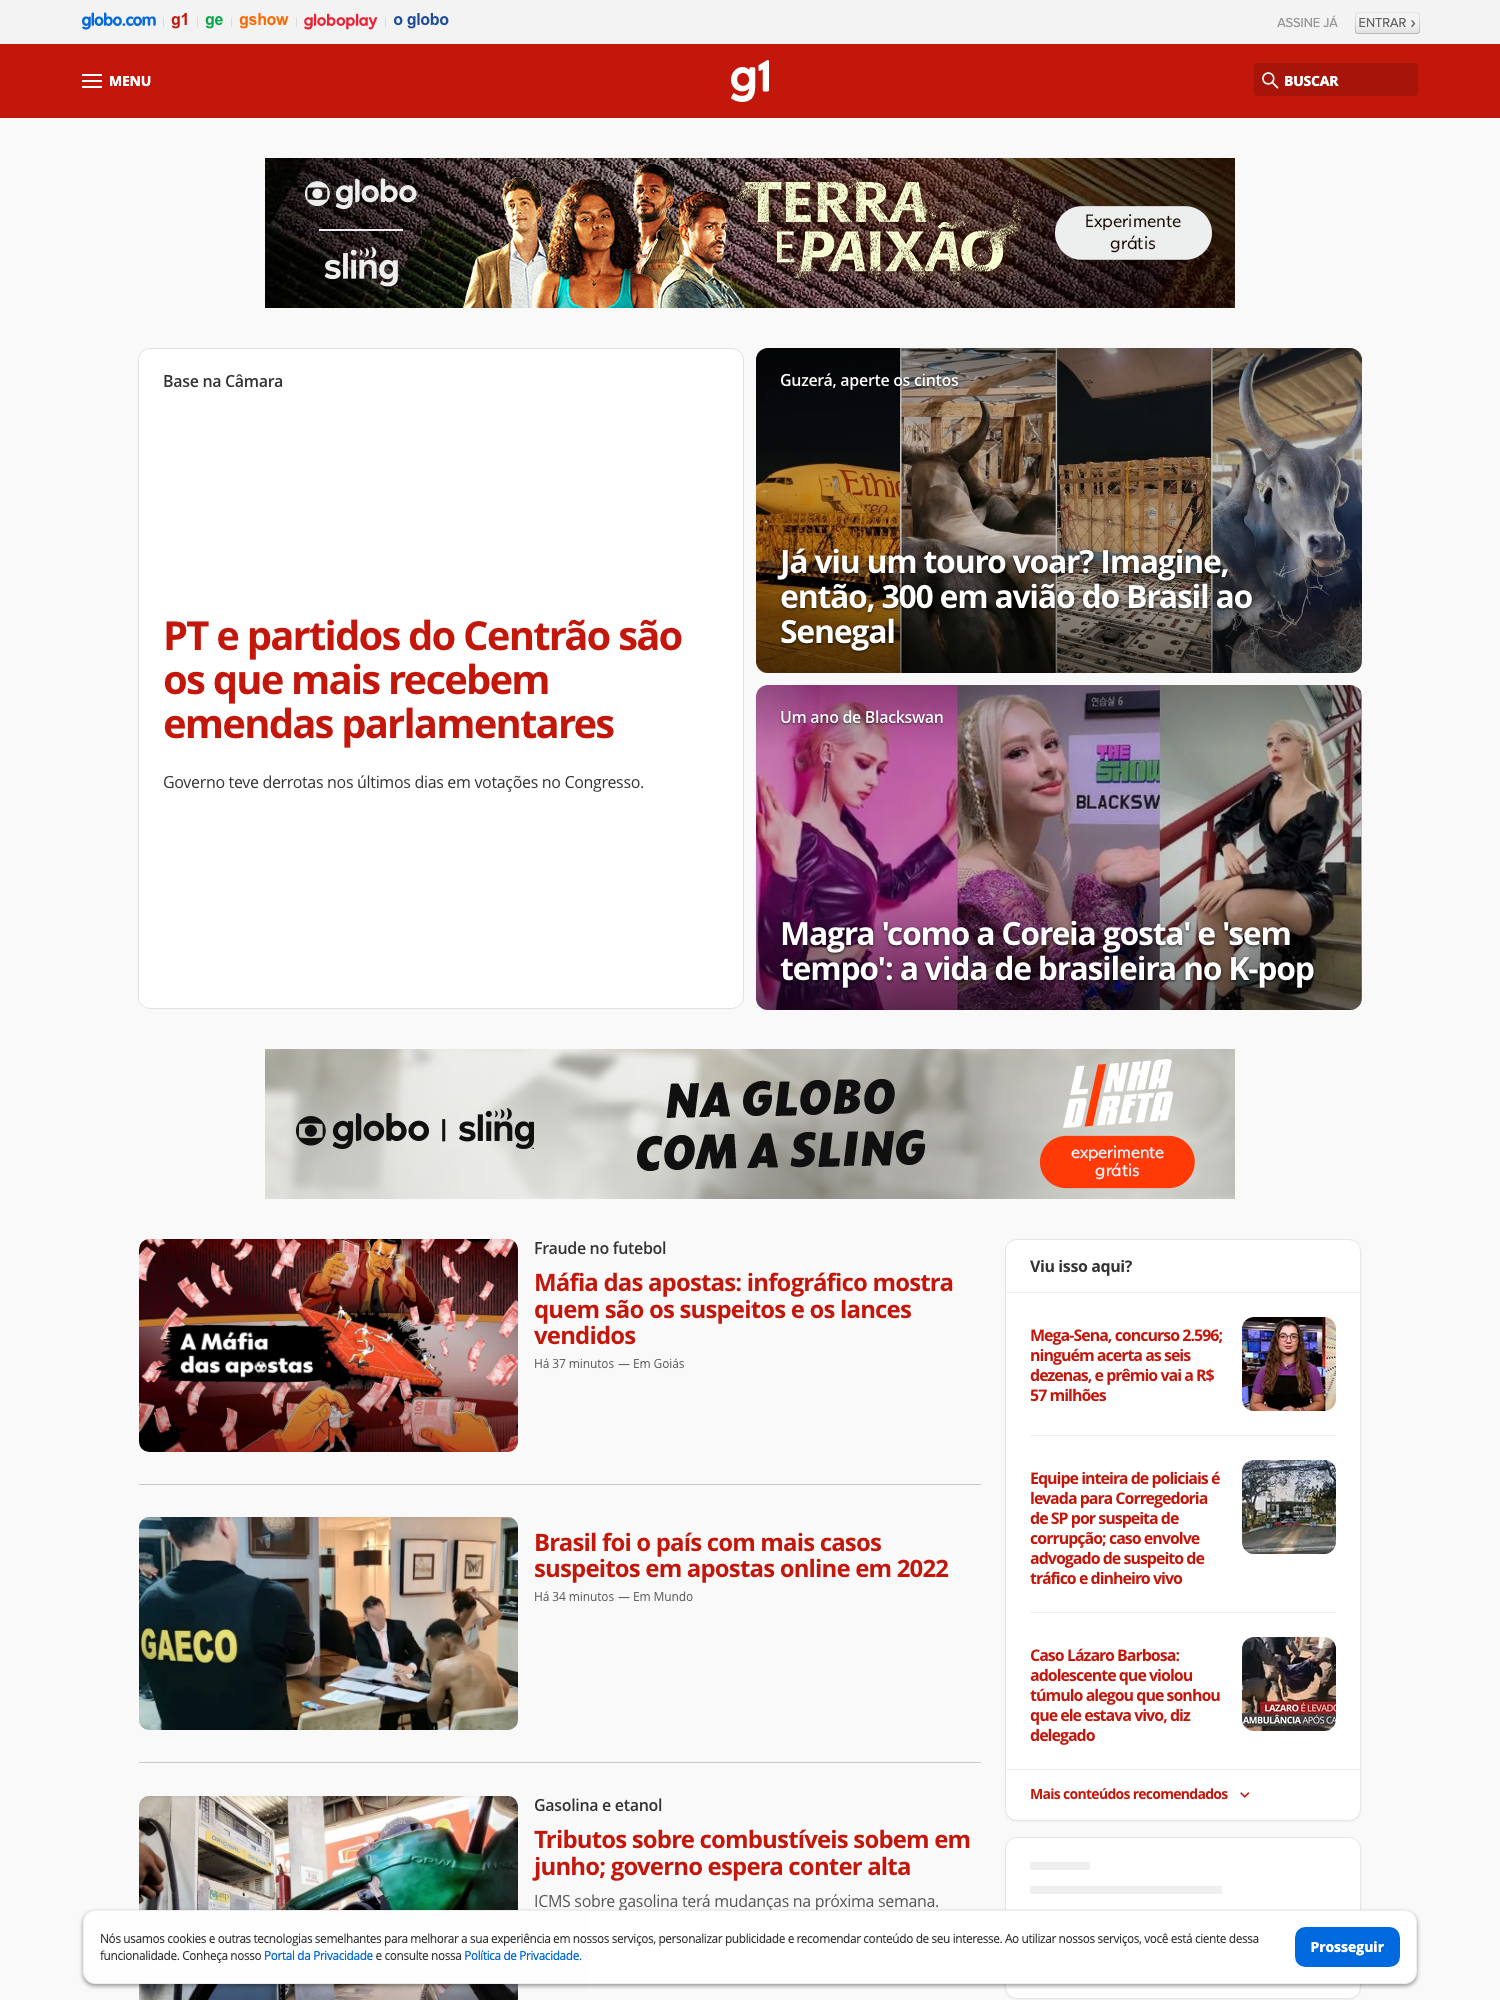 globo.com g1 ge gshow globoplay o globo
ASSINE JÁ ENTRAR ›
MENU
g1
BUSCAR
globo
sling
TERRA
E PAIXÃO
Experimente
grátis
Base na Câmara
PT e partidos do Centrão são
os que mais recebem
emendas parlamentares
Governo teve derrotas nos últimos dias em votações no Congresso.
Guzerá, aperte os cintos
Ethio
Já viu um touro voar? Imagine,
então, 300 em avião do Brasil ao
Senegal
Um ano de Blackswan
연습실 6
THE
SHOW
BLACKSW
Magra 'como a Coreia gosta' e 'sem
tempo': a vida de brasileira no K-pop
globo | sling
NA GLOBO
COM A SLING
LINHA
DIRETA
experimente
grátis
A Máfia
das apostas
Fraude no futebol
Máfia das apostas: infográfico mostra
quem são os suspeitos e os lances
vendidos
Há 37 minutos — Em Goiás
GAECO
Brasil foi o país com mais casos
suspeitos em apostas online em 2022
Há 34 minutos — Em Mundo
Gasolina e etanol
Tributos sobre combustíveis sobem em
junho; governo espera conter alta
ICMS sobre gasolina terá mudanças na próxima semana.
Viu isso aqui?
Mega-Sena, concurso 2.596;
ninguém acerta as seis
dezenas, e prêmio vai a R$
57 milhões
Equipe inteira de policiais é
levada para Corregedoria
de SP por suspeita de
corrupção; caso envolve
advogado de suspeito de
tráfico e dinheiro vivo
Caso Lázaro Barbosa:
adolescente que violou
túmulo alegou que sonhou
que ele estava vivo, diz
delegado
LAZARO É LEVADO
AMBULÂNCIA APÓS CA
Mais conteúdos recomendados
Nós usamos cookies e outras tecnologias semelhantes para melhorar a sua experiência em nossos serviços, personalizar publicidade e recomendar conteúdo de seu interesse. Ao utilizar nossos serviços, você está ciente dessa
funcionalidade. Conheça nosso Portal da Privacidade e consulte nossa Política de Privacidade.
Prosseguir